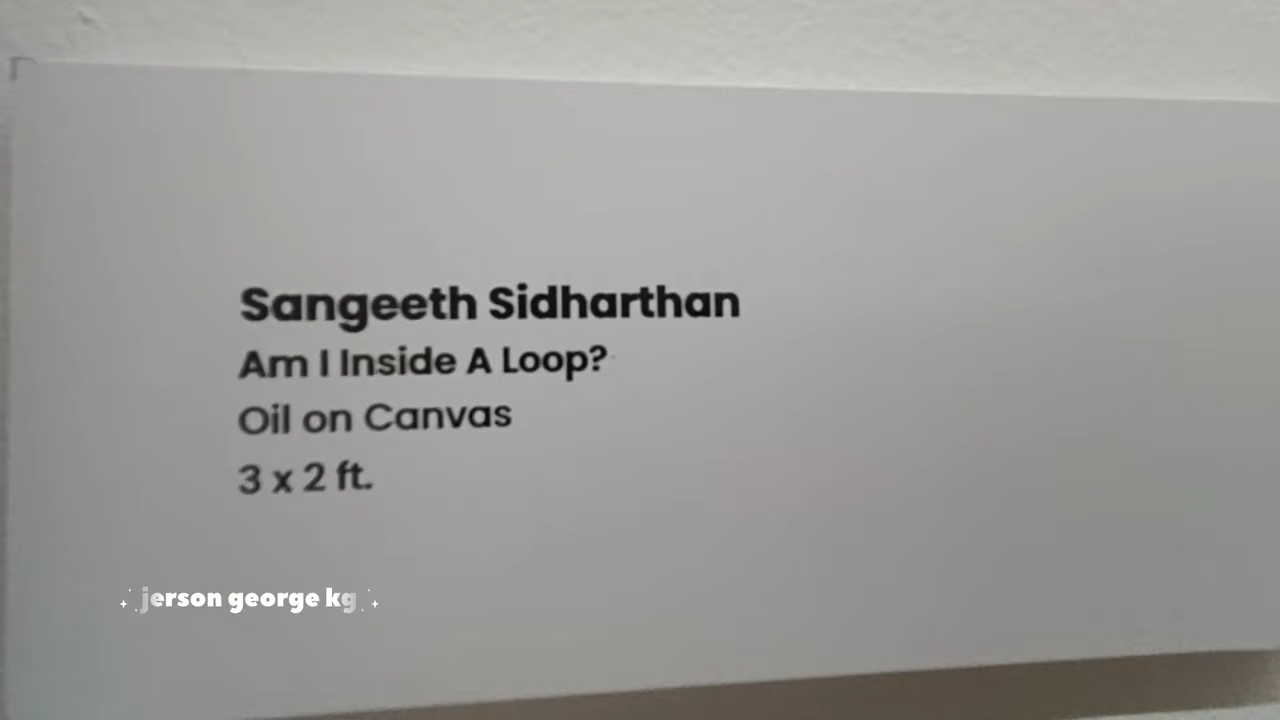 Sangeeth Sidharthan
Am I Inside A Loop?
Oil on Canvas
3 x 2 ft.
jerson george kg